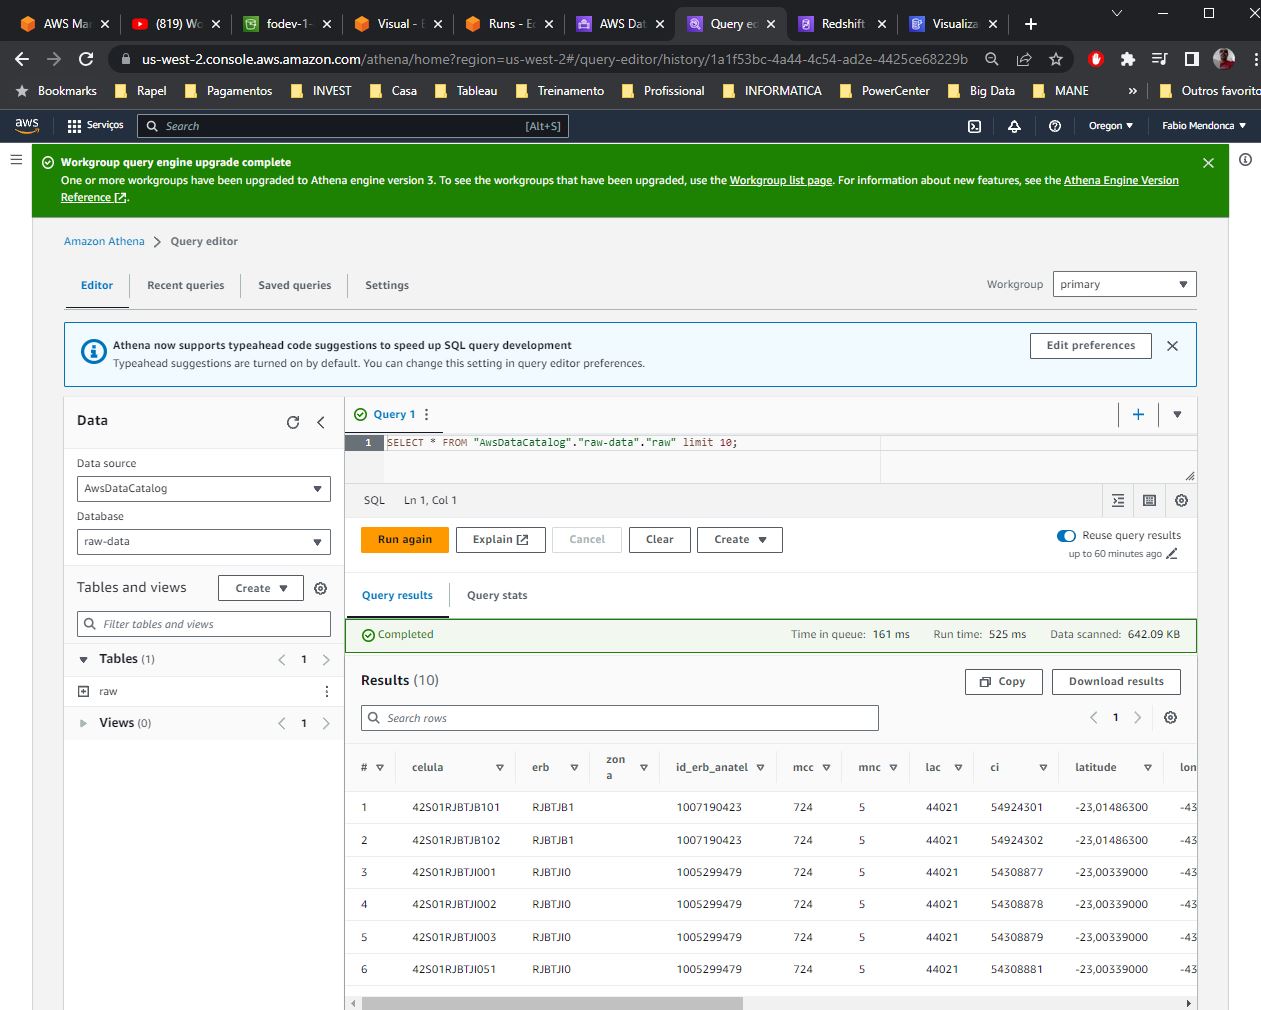 AWS Ma
(819) Wo
fodev-1-
Visual - E
Runs - Ed
AWS Dat
Query ed
Redshift
Visualiza
us-west-2.console.aws.amazon.com/athena/home?region=us-west-2#/query-editor/history/1a1f53bc-4a44-4c54-ad2e-4425ce68229b
Bookmarks
Rapel
Pagamentos
INVEST
Casa
Tableau
Treinamento
Profissional
INFORMATICA
PowerCenter
Big Data
MANE
»
Outros favorito
aws
Serviços
Search
[Alt+S]
Oregon
Fabio Mendonca
Workgroup query engine upgrade complete
One or more workgroups have been upgraded to Athena engine version 3. To see the workgroups that have been upgraded, use the Workgroup list page. For information about new features, see the Athena Engine Version
Reference.
Amazon Athena > Query editor
Editor
Recent queries
Saved queries
Settings
Workgroup
primary
Athena now supports typeahead code suggestions to speed up SQL query development
Typeahead suggestions are turned on by default. You can change this setting in query editor preferences.
Edit preferences
Data
Data source
AwsDataCatalog
Database
raw-data
Tables and views
Create
Filter tables and views
Tables (1)
1
raw
Views (0)
1
Query 1
1 SELECT * FROM "AwsDataCatalog"."raw-data"."raw" limit 10;
SQL
Ln 1, Col 1
Run again
Explain
Cancel
Clear
Create
Reuse query results
up to 60 minutes ago
Query results
Query stats
Completed
Time in queue: 161 ms
Run time: 525 ms
Data scanned: 642.09 KB
Results (10)
Copy
Download results
Search rows
1
# celula erb zona id_erb_anatel mcc mnc lac ci latitude lon
1 42S01RJBTJB101 RJBTJB1 1007190423 724 5 44021 54924301 -23,01486300 -43
2 42S01RJBTJB102 RJBTJB1 1007190423 724 5 44021 54924302 -23,01486300 -43
3 42S01RJBTJI001 RJBTJI0 1005299479 724 5 44021 54308877 -23,00339000 -43
4 42S01RJBTJI002 RJBTJI0 1005299479 724 5 44021 54308878 -23,00339000 -43
5 42S01RJBTJI003 RJBTJI0 1005299479 724 5 44021 54308879 -23,00339000 -43
6 42S01RJBTJI051 RJBTJI0 1005299479 724 5 44021 54308881 -23,00339000 -43